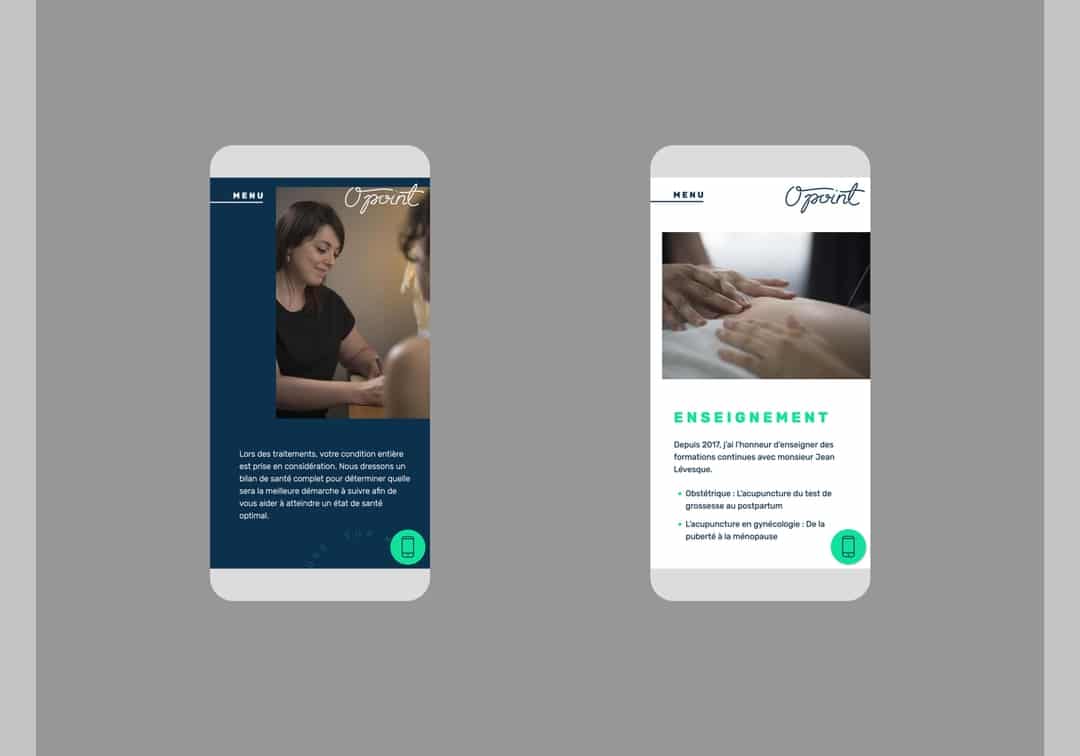 MENU
Opoint
Lors des traitements, votre condition entière
est prise en considération. Nous dressons un
bilan de santé complet pour déterminer quelle
sera la meilleure démarche à suivre afin de
vous aider à atteindre un état de santé
optimal.
MENU
Opoint
ENSEIGNEMENT
Depuis 2017, j'ai l'honneur d'enseigner des
formations continues avec monsieur Jean
Lévesque.
• Obstétrique : L'acupuncture du test de
grossesse au postpartum
• L'acupuncture en gynécologie : De la
puberté à la ménopause